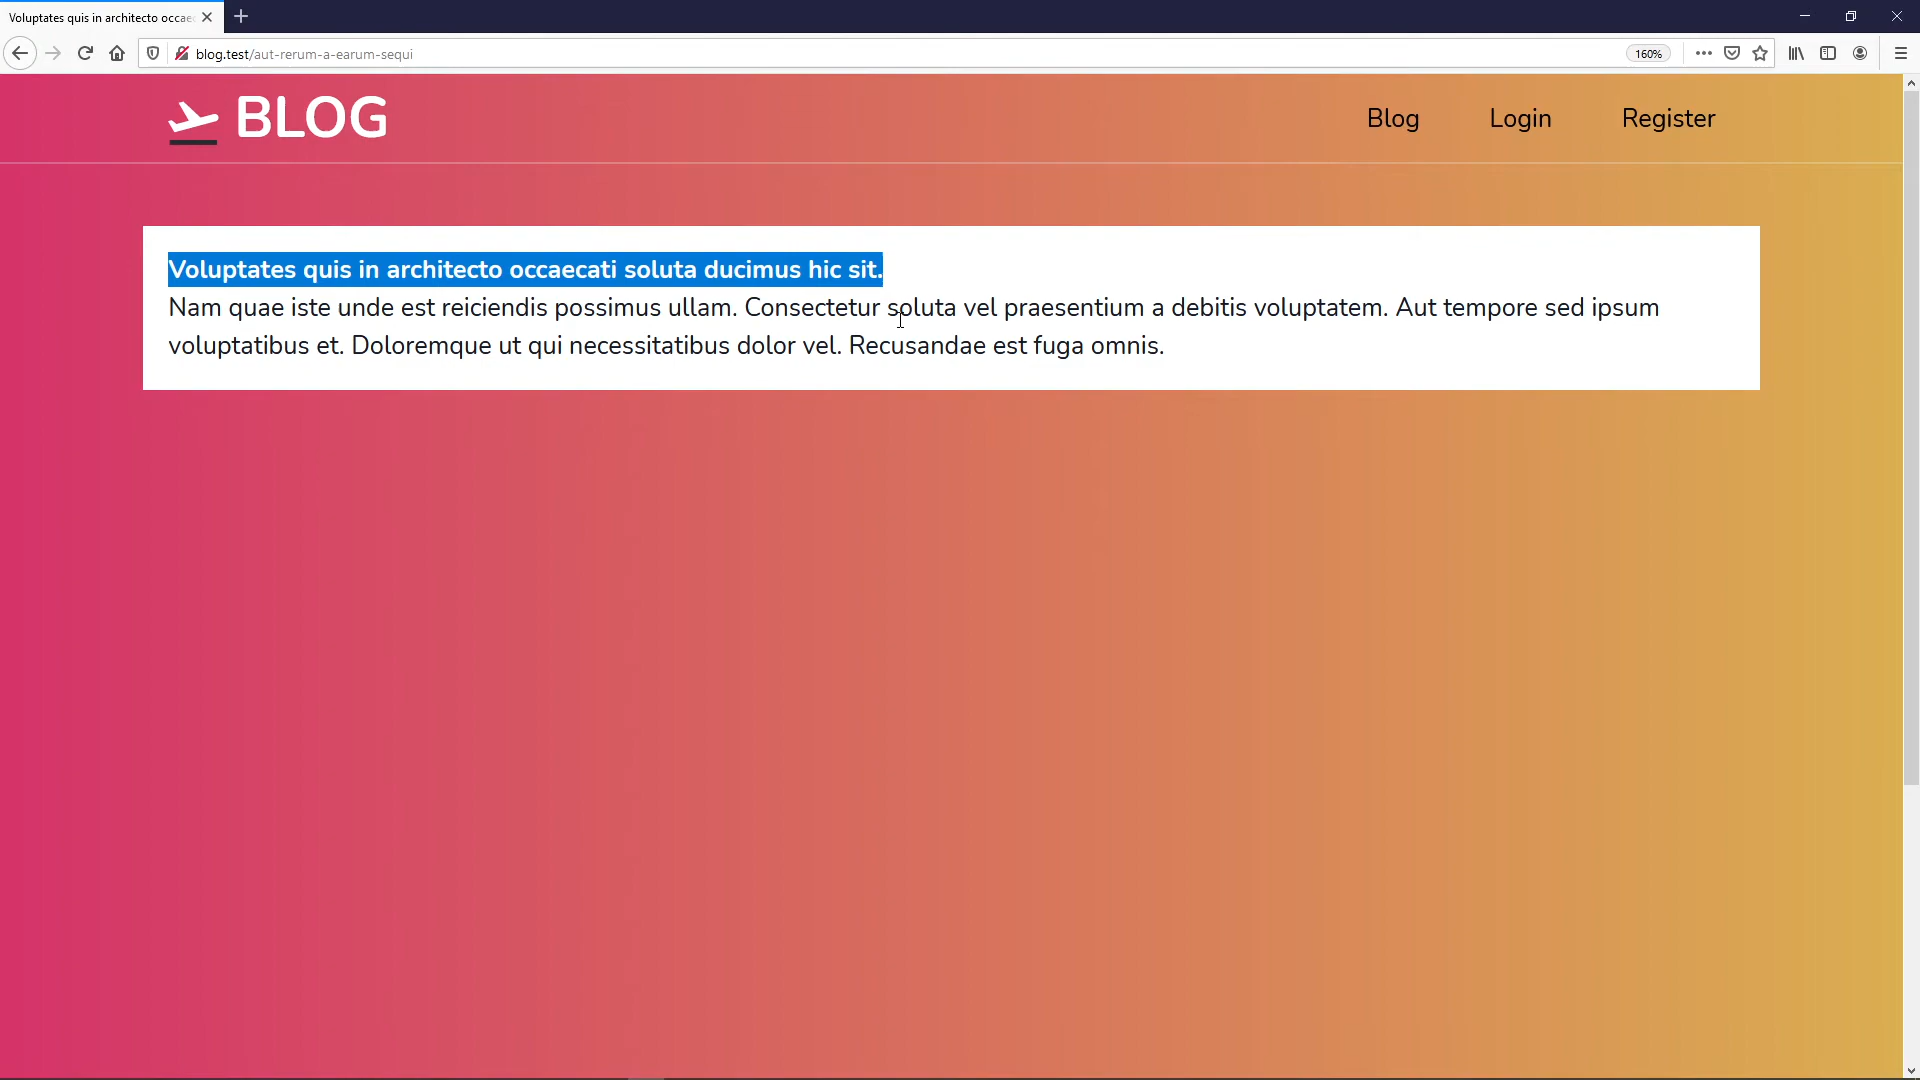 Voluptates quis in architecto occaec
blog.test/aut-rerum-a-earum-sequi
160%
BLOG
Blog
Login
Register
Voluptates quis in architecto occaecati soluta ducimus hic sit.
Nam quae iste unde est reiciendis possimus ullam. Consectetur soluta vel praesentium a debitis voluptatem. Aut tempore sed ipsum
voluptatibus et. Doloremque ut qui necessitatibus dolor vel. Recusandae est fuga omnis.